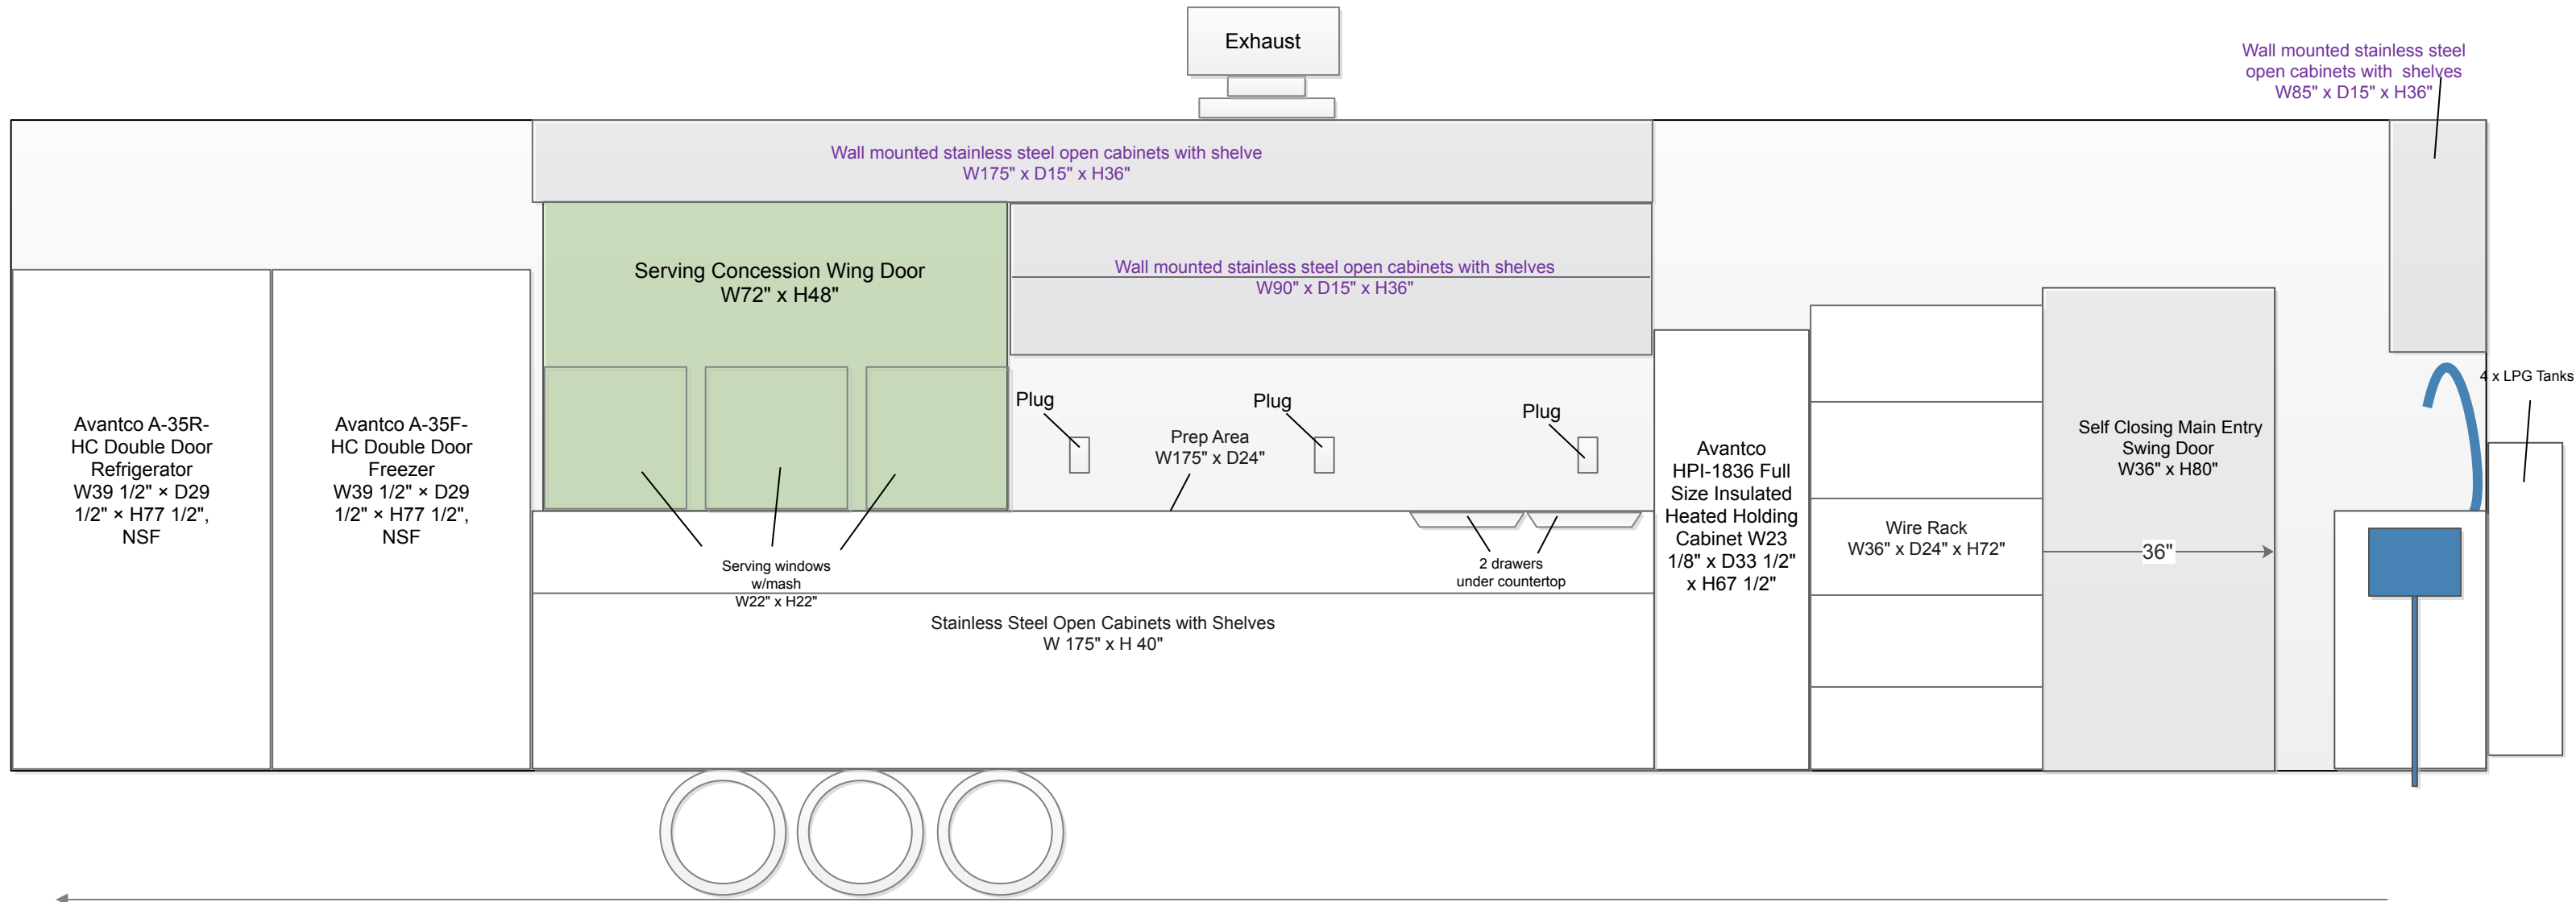 Exhaust
Wall mounted stainless steel
open cabinets with  shelves
W85" x D15" x H36"
Wall mounted stainless steel open cabinets with shelve
W175" x D15" x H36"
Serving Concession Wing Door
W72" x H48"
Wall mounted stainless steel open cabinets with shelves
W90" x D15" x H36"
4 x LPG Tanks
Plug
Plug
Plug
Prep Area
W175" x D24"
Avantco A-35R-
HC Double Door
Refrigerator
W39 1/2" × D29
1/2" × H77 1/2",
NSF
Avantco A-35F-
HC Double Door
Freezer
W39 1/2" × D29
1/2" × H77 1/2",
NSF
Avantco
HPI-1836 Full
Size Insulated
Heated Holding
Cabinet W23
1/8" x D33 1/2"
x H67 1/2"
Self Closing Main Entry
Swing Door
W36" x H80"
Wire Rack
W36" x D24" x H72"
36"
Serving windows
w/mash
W22" x H22"
2 drawers
under countertop
Stainless Steel Open Cabinets with Shelves
W 175" x H 40"